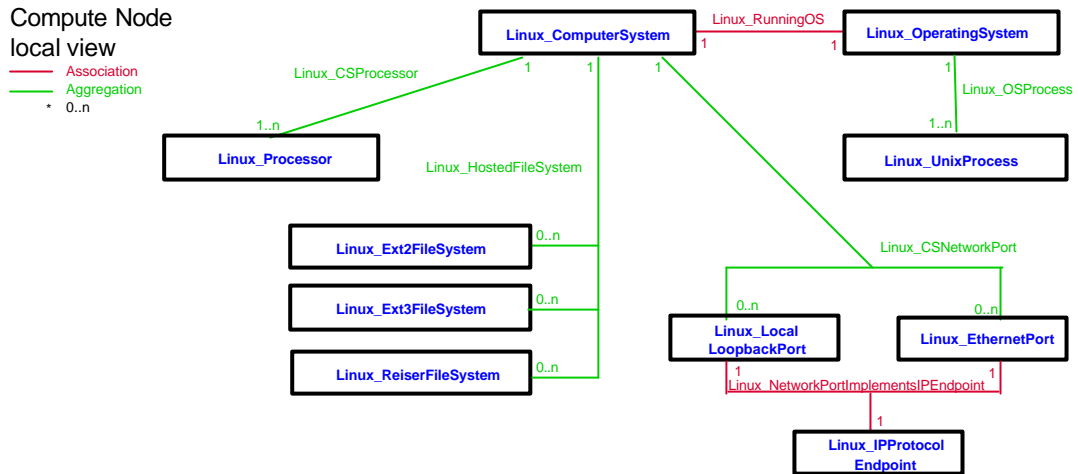 Compute Node
local view
Association
Aggregation
* 0..n
Linux_ComputerSystem
Linux_RunningOS
1
1
Linux_OperatingSystem
1
1
1
1
Linux_CSProcessor
Linux_OSProcess
1..n
1..n
Linux_Processor
Linux_HostedFileSystem
Linux_UnixProcess
0..n
Linux_Ext2FileSystem
Linux_CSNetworkPort
0..n
Linux_Ext3FileSystem
0..n
0..n
Linux_Local
LoopbackPort
Linux_EthernetPort
0..n
Linux_ReiserFileSystem
1
1
Linux_NetworkPortImplementsIPEndpoint
1
Linux_IPProtocol
Endpoint